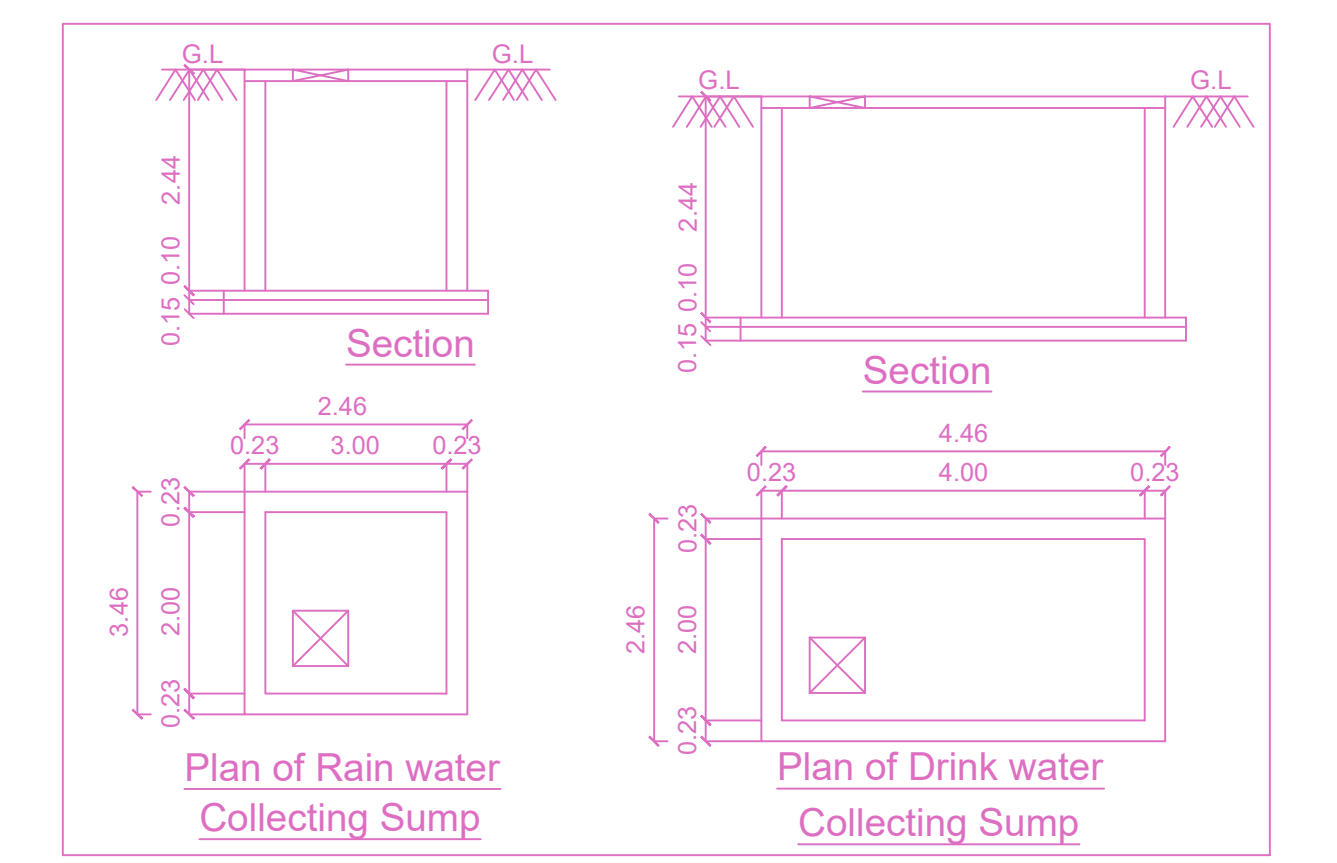 G.L
G.L
2.44
0.10
0.15
Section
G.L
G.L
2.44
0.10
0.15
Section
2.46
0.23 3.00 0.23
0.23
2.00
0.23
3.46
Plan of Rain water
Collecting Sump
4.46
0.23 4.00 0.23
0.23
2.00
0.23
2.46
Plan of Drink water
Collecting Sump